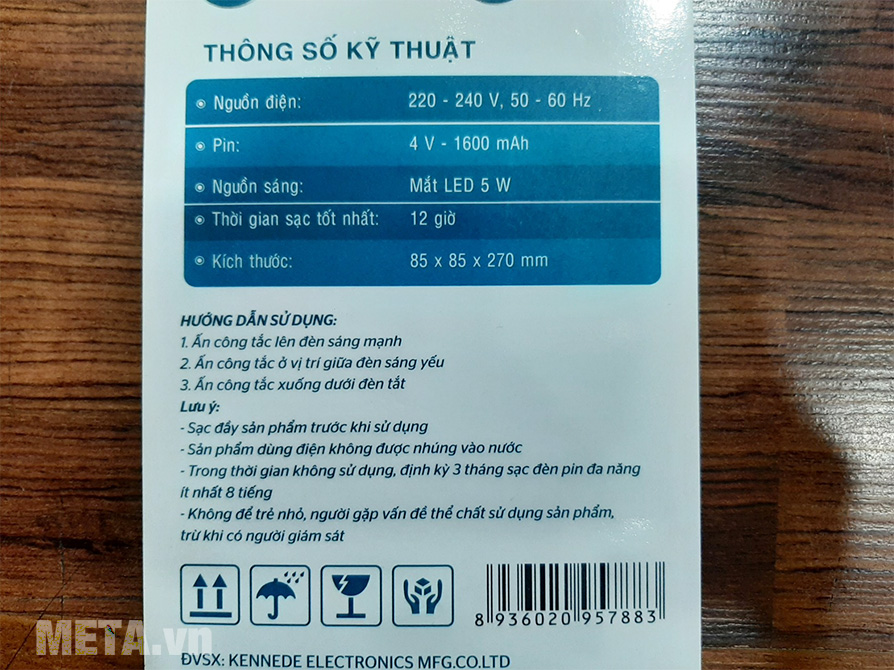 THÔNG SỐ KỸ THUẬT
Nguồn điện: 220 - 240 V, 50 - 60 Hz
Pin: 4 V - 1600 mAh
Nguồn sáng: Mắt LED 5 W
Thời gian sạc tốt nhất: 12 giờ
Kích thước: 85 x 85 x 270 mm
HƯỚNG DẪN SỬ DỤNG:
1. Ấn công tắc lên đèn sáng mạnh
2. Ấn công tắc ở vị trí giữa đèn sáng yếu
3. Ấn công tắc xuống dưới đèn tắt
Lưu ý:
- Sạc đầy sản phẩm trước khi sử dụng
- Sản phẩm dùng điện không được nhúng vào nước
- Trong thời gian không sử dụng, định kỳ 3 tháng sạc đèn pin đa năng
ít nhất 8 tiếng
- Không để trẻ nhỏ, người gặp vấn đề thể chất sử dụng sản phẩm,
trừ khi có người giám sát
8 936020 957883
META.vn
ĐVSX: KENNEDE ELECTRONICS MFG.CO.LTD